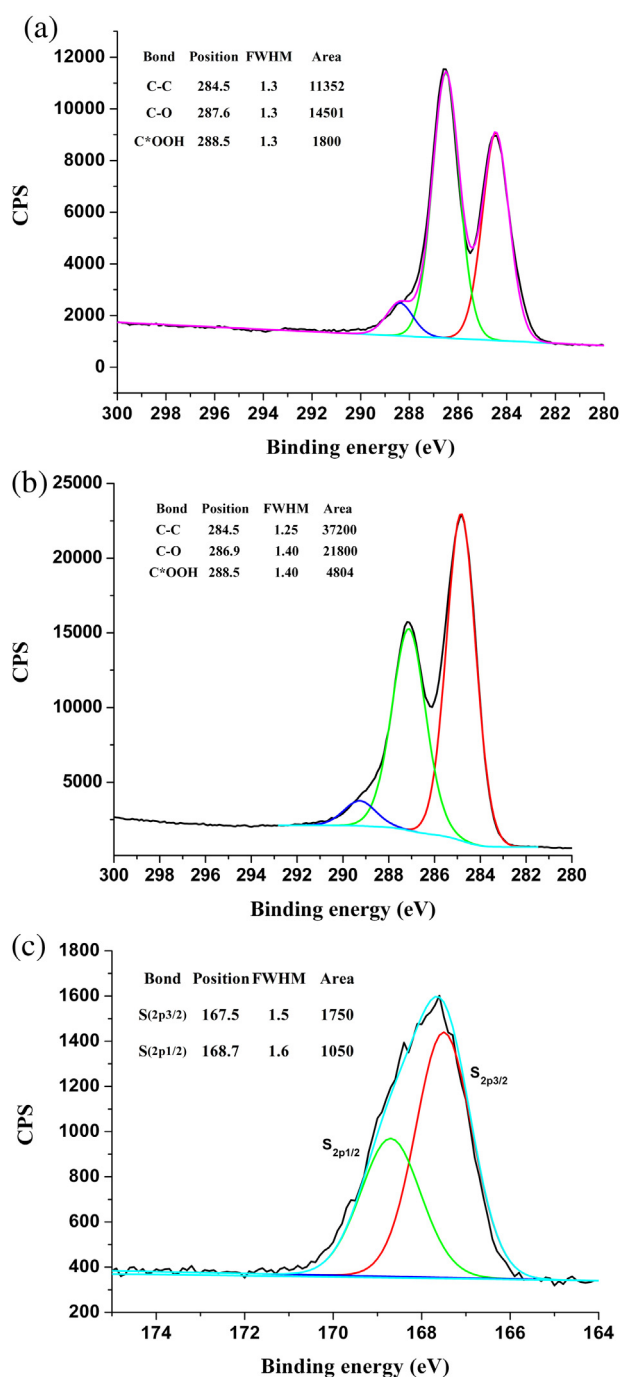 (a)
Bond Position FWHM Area
C-C 284.5 1.3 11352
C-O 287.6 1.3 14501
C*OOH 288.5 1.3 1800
12000
10000
8000
6000
4000
2000
0
CPS
300 298 296 294 292 290 288 286 284 282 280
Binding energy (eV)
(b)
25000
Bond Position FWHM Area
C-C 284.5 1.25 37200
C-O 286.9 1.40 21800
C*OOH 288.5 1.40 4804
20000
15000
10000
5000
CPS
300 298 296 294 292 290 288 286 284 282 280
Binding energy (eV)
(c)
1800
Bond Position FWHM Area
S(2p3/2) 167.5 1.5 1750
S(2p1/2) 168.7 1.6 1050
1600
1400
1200
1000
800
600
400
200
CPS
S2p3/2
S2p1/2
174 172 170 168 166 164
Binding energy (eV)